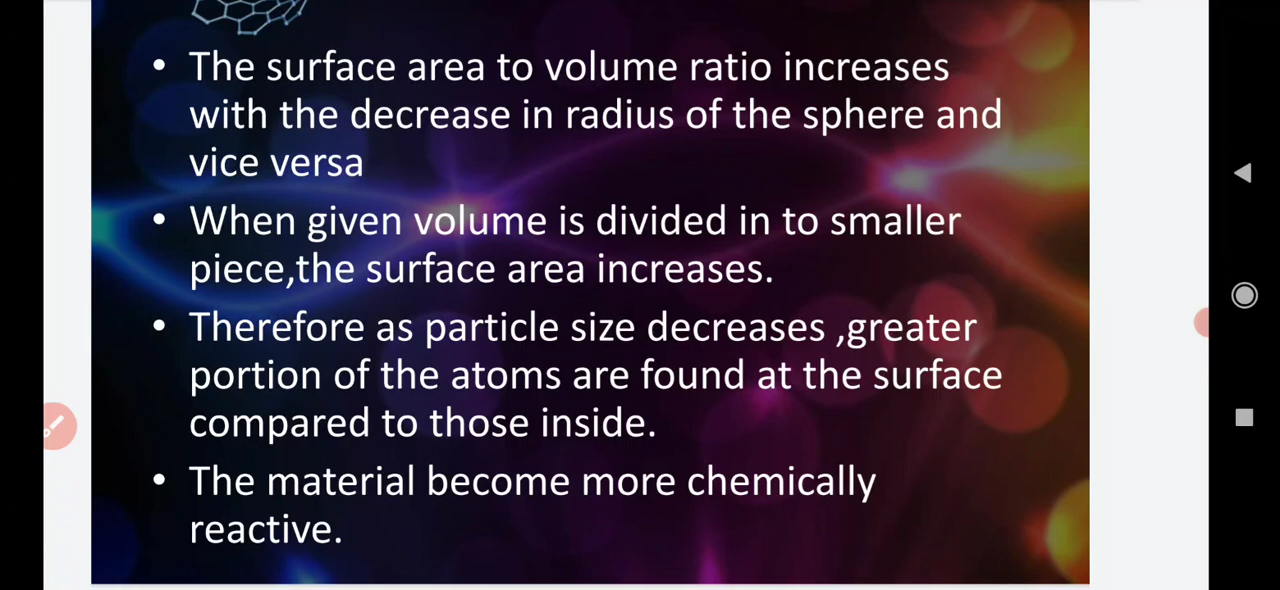 • The surface area to volume ratio increases
with the decrease in radius of the sphere and
vice versa
• When given volume is divided in to smaller
piece,the surface area increases.
• Therefore as particle size decreases ,greater
portion of the atoms are found at the surface
compared to those inside.
• The material become more chemically
reactive.